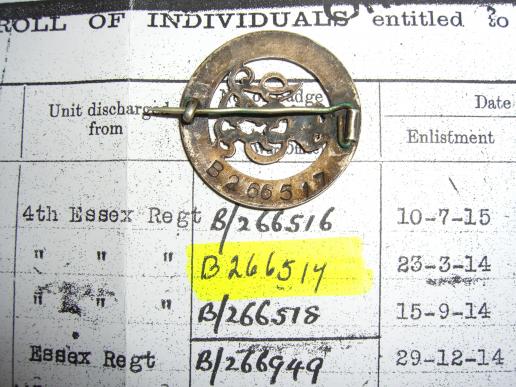 ROLL OF INDIVIDUALS entitled to
Unit discharged from
Date
Enlistment
B266517
4th Essex Regt B/266516 10-7-15
" " " B 266517 23-3-14
" " " B/266518 15-9-14
Essex Regt B/266949 29-12-14